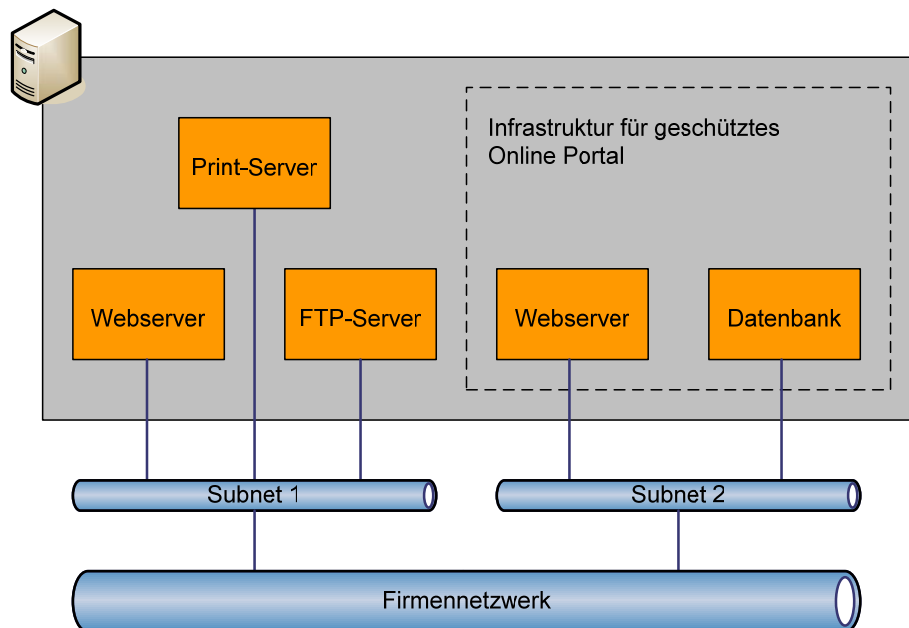 Infrastruktur für geschütztes
Online Portal
Print-Server
Webserver
FTP-Server
Webserver
Datenbank
Subnet 1
Subnet 2
Firmennetzwerk